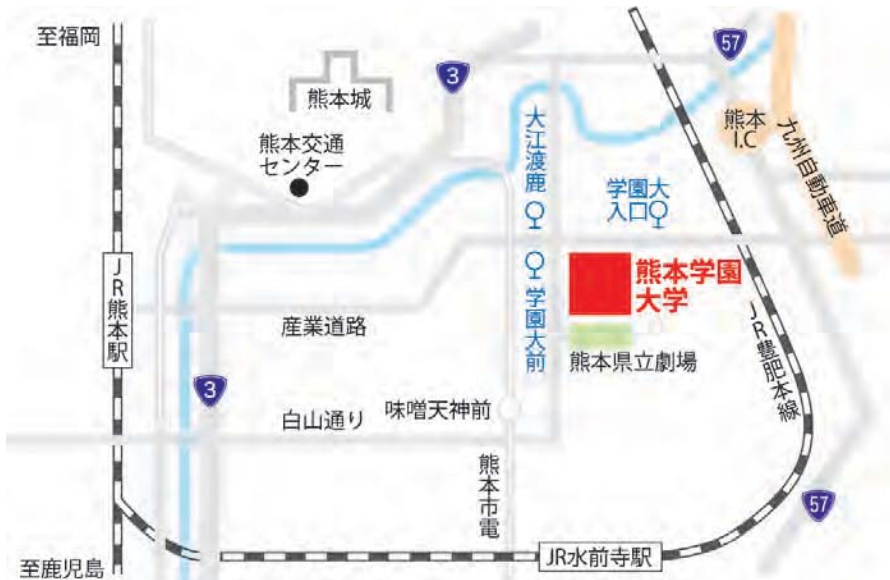 至福岡
57
3
熊本城
大江渡鹿
熊本
I.C
九州自動車道
熊本交通
センター
学園大
入口
熊本学園
大学
JR熊本駅
学園大前
産業道路
熊本県立劇場
JR豊肥本線
3
白山通り
味噌天神前
熊本市電
57
JR水前寺駅
至鹿児島